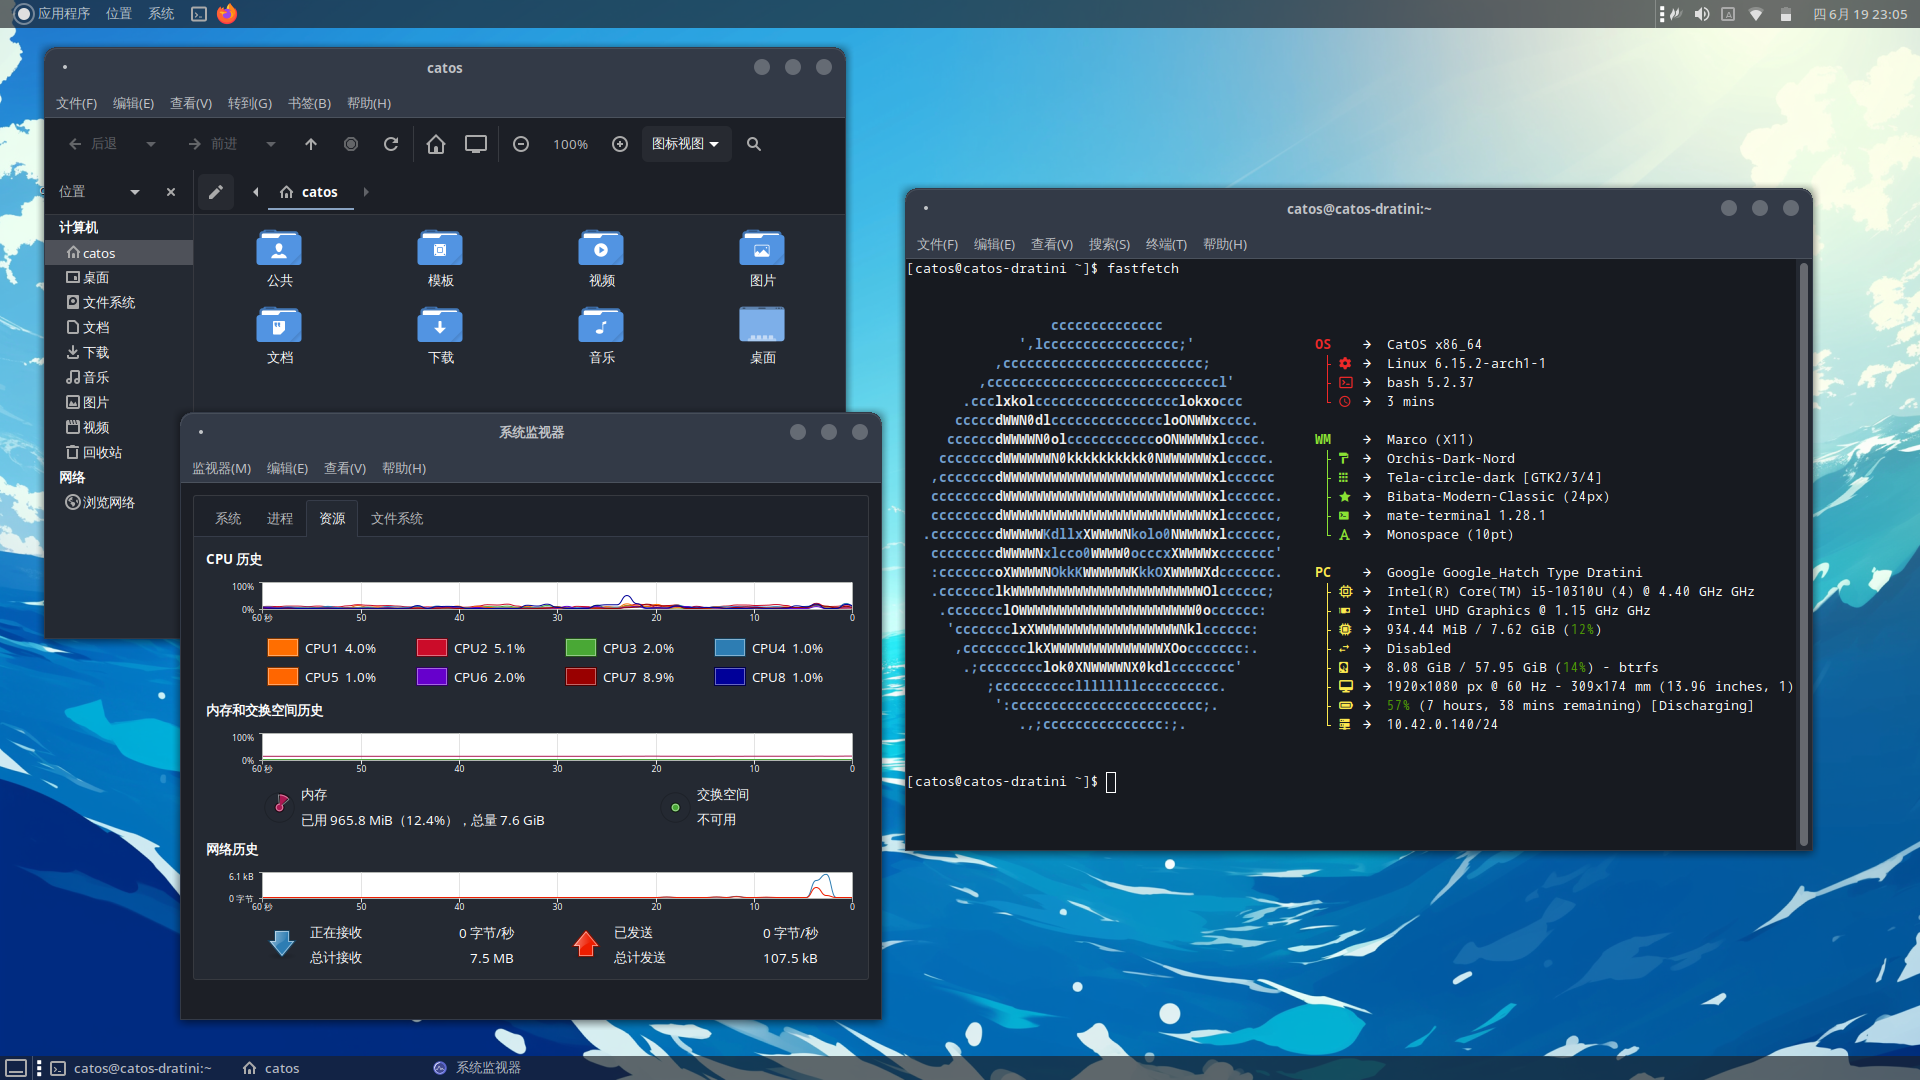 应用程序 位置 系统
四 6月 19 23:05
catos
文件(F) 编辑(E) 查看(V) 转到(G) 书签(B) 帮助(H)
后退 前进 100% 图标视图
位置 catos
计算机
catos
桌面
文件系统
文档
下载
音乐
图片
视频
回收站
网络
浏览网络
公共 模板 视频 图片
文档 下载 音乐 桌面
系统监视器
监视器(M) 编辑(E) 查看(V) 帮助(H)
系统 进程 资源 文件系统
CPU 历史
100%
0%
60 秒 50 40 30 20 10 0
CPU1 4.0% CPU2 5.1% CPU3 2.0% CPU4 1.0%
CPU5 1.0% CPU6 2.0% CPU7 8.9% CPU8 1.0%
内存和交换空间历史
100%
0%
60 秒 50 40 30 20 10 0
内存 交换空间
已用 965.8 MiB（12.4%），总量 7.6 GiB 不可用
网络历史
6.1 kB
0 字节
60 秒 50 40 30 20 10 0
正在接收 0 字节/秒 已发送 0 字节/秒
总计接收 7.5 MB 总计发送 107.5 kB
catos@catos-dratini:~
文件(F) 编辑(E) 查看(V) 搜索(S) 终端(T) 帮助(H)
[catos@catos-dratini ~]$ fastfetch
OS → CatOS x86_64
→ Linux 6.15.2-arch1-1
→ bash 5.2.37
→ 3 mins
WM → Marco (X11)
→ Orchis-Dark-Nord
→ Tela-circle-dark [GTK2/3/4]
→ Bibata-Modern-Classic (24px)
→ mate-terminal 1.28.1
→ Monospace (10pt)
PC → Google Google_Hatch Type Dratini
→ Intel(R) Core(TM) i5-10310U (4) @ 4.40 GHz GHz
→ Intel UHD Graphics @ 1.15 GHz GHz
→ 934.44 MiB / 7.62 GiB (12%)
→ Disabled
→ 8.08 GiB / 57.95 GiB (14%) - btrfs
→ 1920x1080 px @ 60 Hz - 309x174 mm (13.96 inches, 1)
→ 57% (7 hours, 38 mins remaining) [Discharging]
→ 10.42.0.140/24
[catos@catos-dratini ~]$
catos@catos-dratini:~ catos 系统监视器